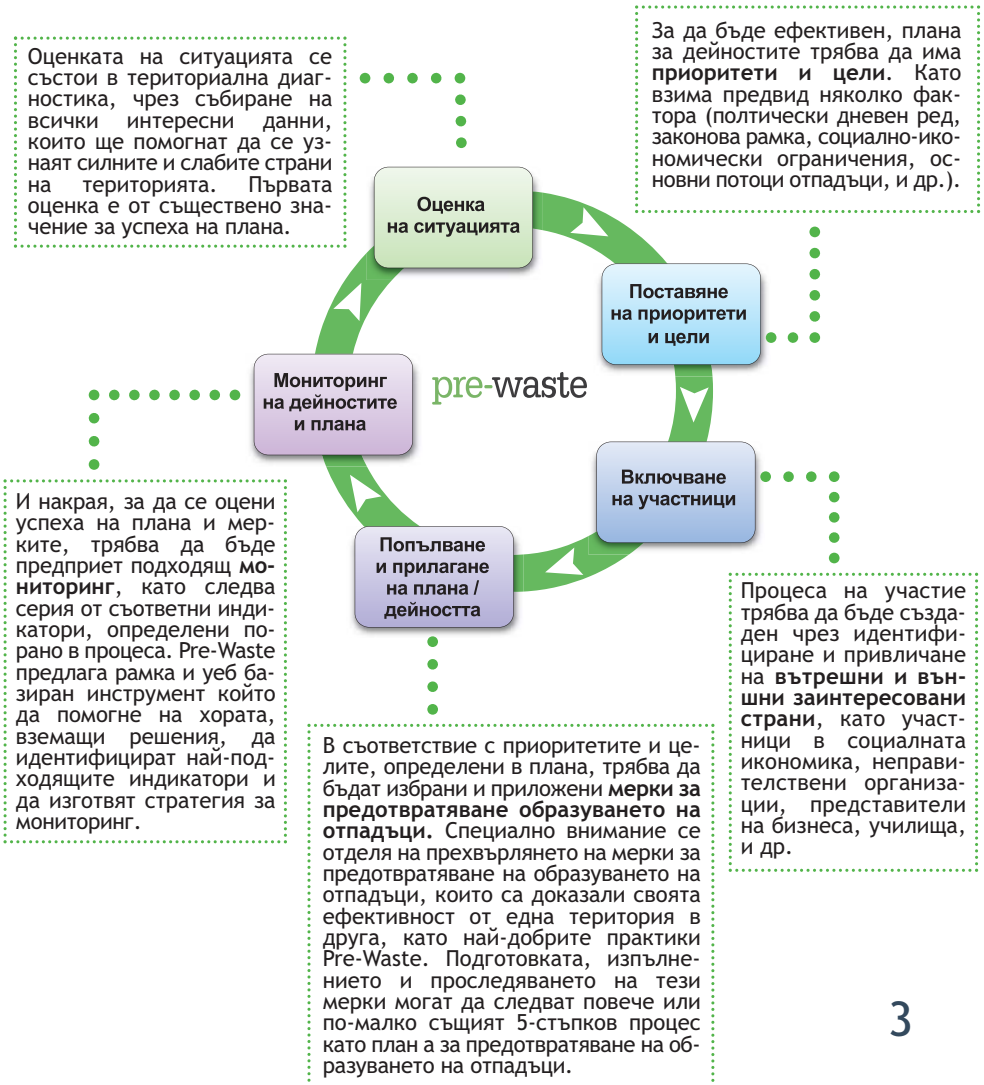 Оценката на ситуацията се
състои в териториална диаг-
ностика, чрез събиране на
всички интересни данни,
които ще помогнат да се уз-
наят силните и слабите страни
на територията. Първата
оценка е от съществено зна-
чение за успеха на плана.
За да бъде ефективен, плана
за дейностите трябва да има
приоритети и цели. Като
взима предвид няколко фак-
тора (полтически дневен ред,
законова рамка, социално-ико-
номически ограничения, ос-
новни потоци отпадъци, и др.).
Оценка
на ситуацията
Поставяне
на приоритети
и цели
Мониторинг
на дейностите
и плана
pre-waste
Включване
на участници
Попълване
и прилагане
на плана /
дейността
И накрая, за да се оцени
успеха на плана и мер-
ките, трябва да бъде
предприет подходящ мо-
ниторинг, като следва
серия от съответни инди-
катори, определени по-
рано в процеса. Pre-Waste
предлага рамка и уеб ба-
зиран инструмент който
да помогне на хората,
вземащи решения, да
идентифицират най-под-
ходящите индикатори и
да изготвят стратегия за
мониторинг.
В съответствие с приоритетите и це-
лите, определени в плана, трябва да
бъдат избрани и приложени мерки за
предотвратяване образуването на
отпадъци. Специално внимание се
отделя на прехвърлянето на мерки за
предотвратяване на образуването на
отпадъци, които са доказали своята
ефективност от една територия в
друга, като най-добрите практики
Pre-Waste. Подготовката, изпълне-
нието и проследяването на тези
мерки могат да следват повече или
по-малко същият 5-стъпков процес
като план а за предотвратяване на об-
разуването на отпадъци.
Процеса на участие
трябва да бъде създа-
ден чрез идентифи-
циране и привличане
на вътрешни и вън-
шни заинтересовани
страни, като участ-
ници в социалната
икономика, неправи-
телствени организа-
ции, представители
на бизнеса, училища,
и др.
3